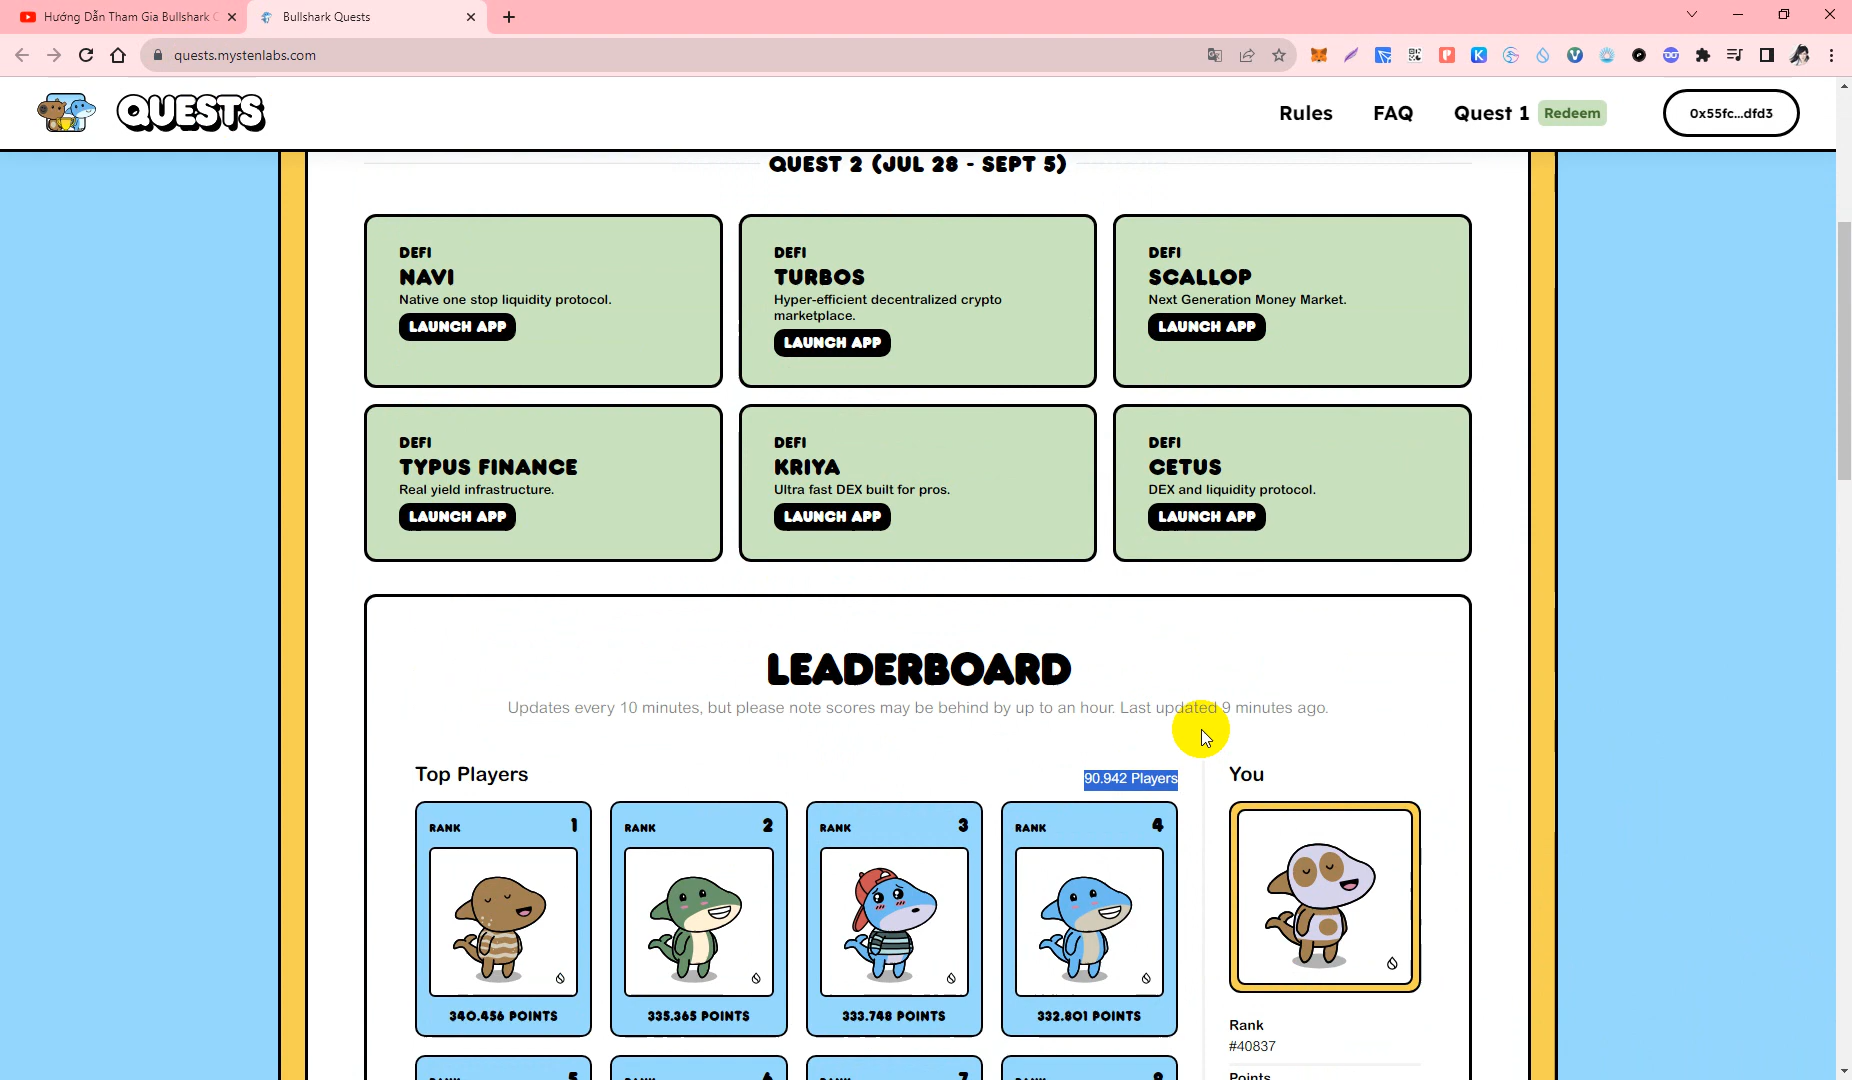 Hướng Dẫn Tham Gia Bullshark
Bullshark Quests
quests.mystenlabs.com
QUESTS
Rules
FAQ
Quest 1
Redeem
0x55fc...dfd3
QUEST 2 (JUL 28 - SEPT 5)
DEFI
NAVI
Native one stop liquidity protocol.
LAUNCH APP
DEFI
TURBOS
Hyper-efficient decentralized crypto
marketplace.
LAUNCH APP
DEFI
SCALLOP
Next Generation Money Market.
LAUNCH APP
DEFI
TYPUS FINANCE
Real yield infrastructure.
LAUNCH APP
DEFI
KRIYA
Ultra fast DEX built for pros.
LAUNCH APP
DEFI
CETUS
DEX and liquidity protocol.
LAUNCH APP
LEADERBOARD
Updates every 10 minutes, but please note scores may be behind by up to an hour. Last updated 9 minutes ago.
Top Players
90.942 Players
RANK 1
340.456 POINTS
RANK 2
335.365 POINTS
RANK 3
333.748 POINTS
RANK 4
332.801 POINTS
You
Rank
#40837
Points